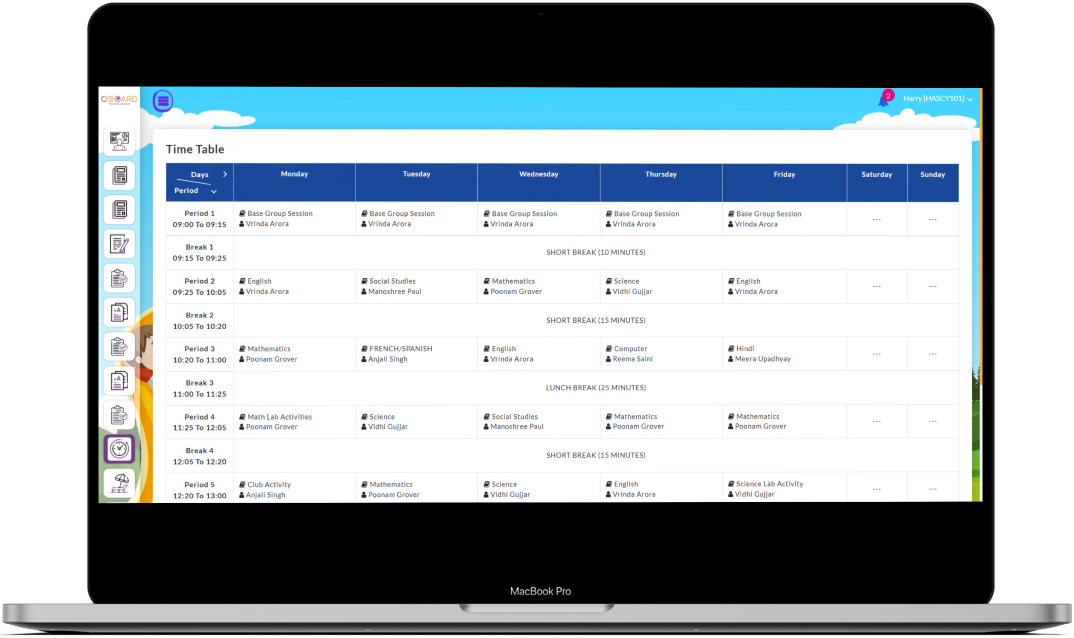 CYBOARD
2
Harry [HASCY101]
Time Table
Days Monday Tuesday Wednesday Thursday Friday Saturday Sunday
Period
Period 1 Base Group Session Base Group Session Base Group Session Base Group Session Base Group Session
09:00 To 09:15 Vrinda Arora Vrinda Arora Vrinda Arora Vrinda Arora Vrinda Arora --- ---
Break 1
09:15 To 09:25 SHORT BREAK (10 MINUTES)
Period 2 English Social Studies Mathematics Science English
09:25 To 10:05 Vrinda Arora Manoshree Paul Poonam Grover Vidhi Gujjar Vrinda Arora --- ---
Break 2
10:05 To 10:20 SHORT BREAK (15 MINUTES)
Period 3 Mathematics FRENCH/SPANISH English Computer Hindi
10:20 To 11:00 Poonam Grover Anjali Singh Vrinda Arora Reema Saini Meera Upadhyay --- ---
Break 3
11:00 To 11:25 LUNCH BREAK (25 MINUTES)
Period 4 Math Lab Activities Science Social Studies Mathematics Mathematics
11:25 To 12:05 Poonam Grover Vidhi Gujjar Manoshree Paul Poonam Grover Poonam Grover --- ---
Break 4
12:05 To 12:20 SHORT BREAK (15 MINUTES)
Period 5 Club Activity Mathematics Science English Science Lab Activity
12:20 To 13:00 Anjali Singh Poonam Grover Vidhi Gujjar Vrinda Arora Vidhi Gujjar --- ---
MacBook Pro